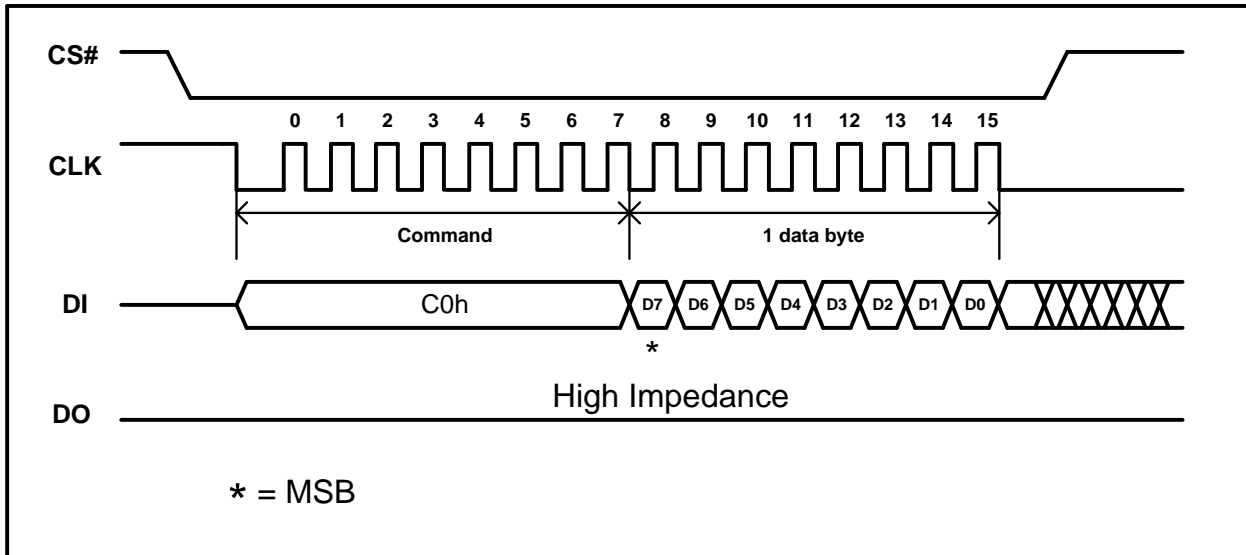 CS#
0 1 2 3 4 5 6 7 8 9 10 11 12 13 14 15
CLK
Command 1 data byte
DI C0h D7 D6 D5 D4 D3 D2 D1 D0
*
High Impedance
DO
* = MSB